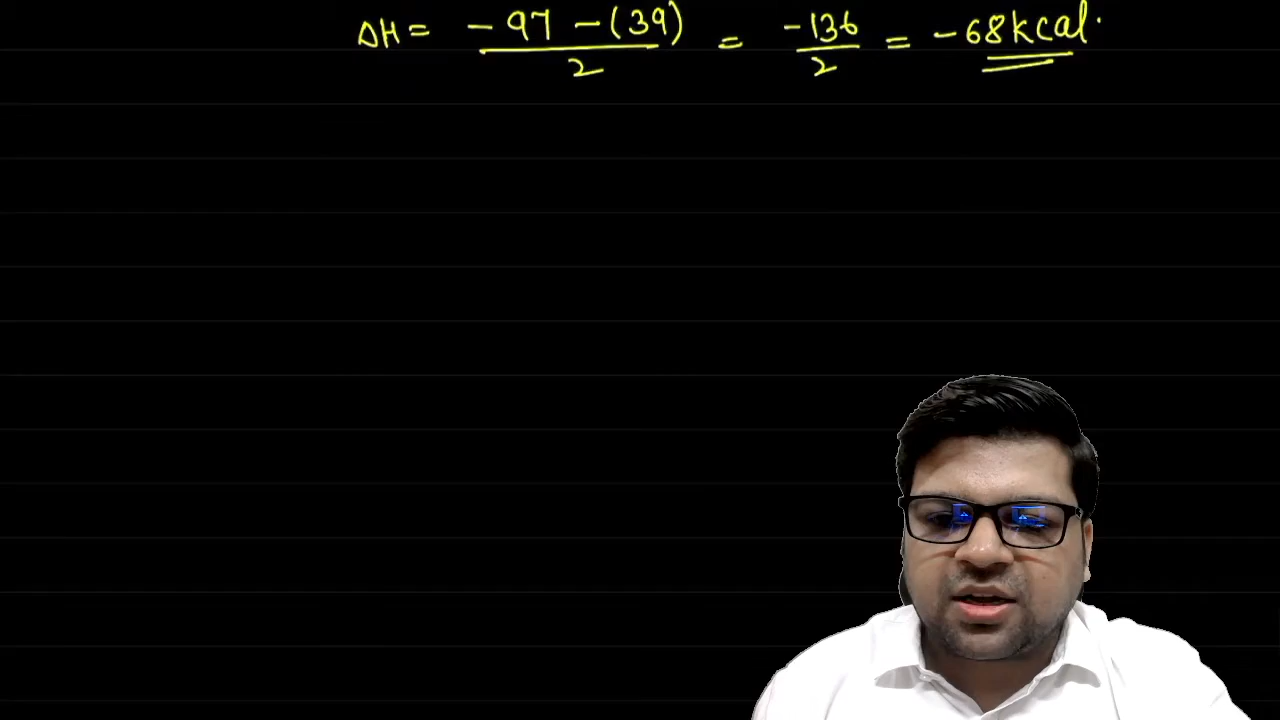 ΔH = -97 -(39) / 2 = -136 / 2 = -68kcal.